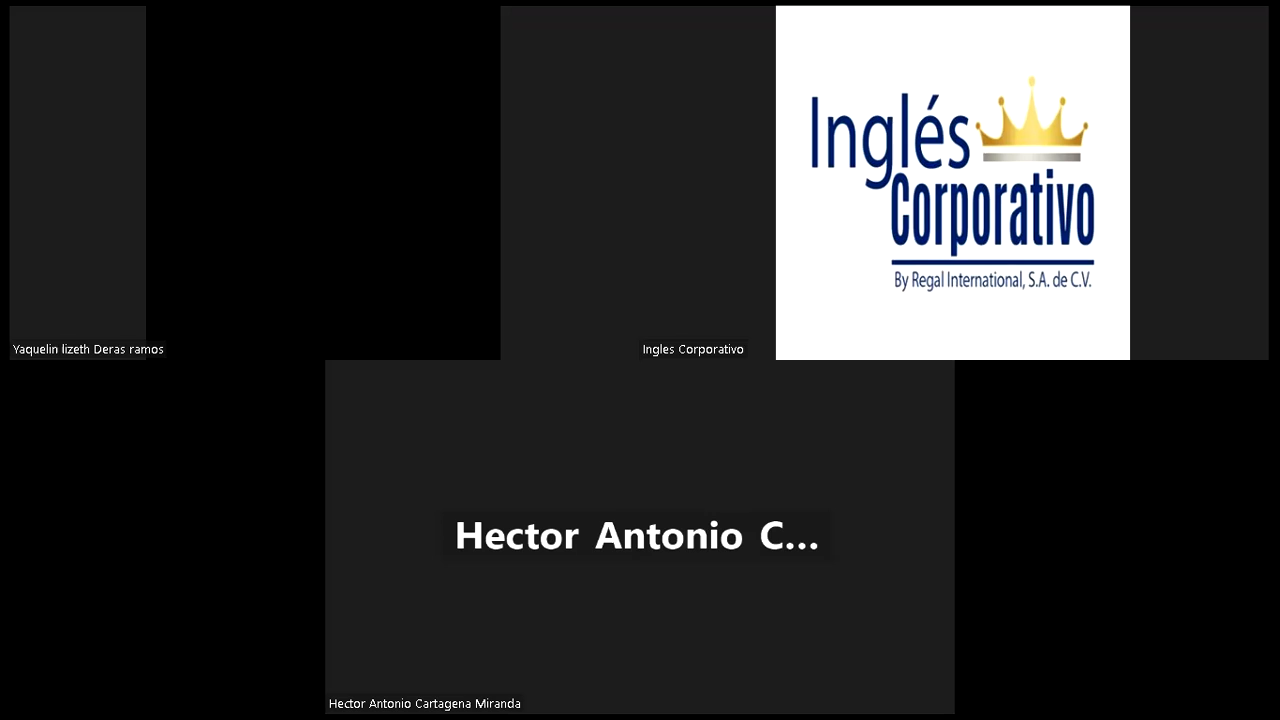 Inglés
Corporativo
By Regal International, S.A. de C.V.
Yaquelin lizeth Deras ramos
Ingles Corporativo
Hector Antonio C...
Hector Antonio Cartagena Miranda